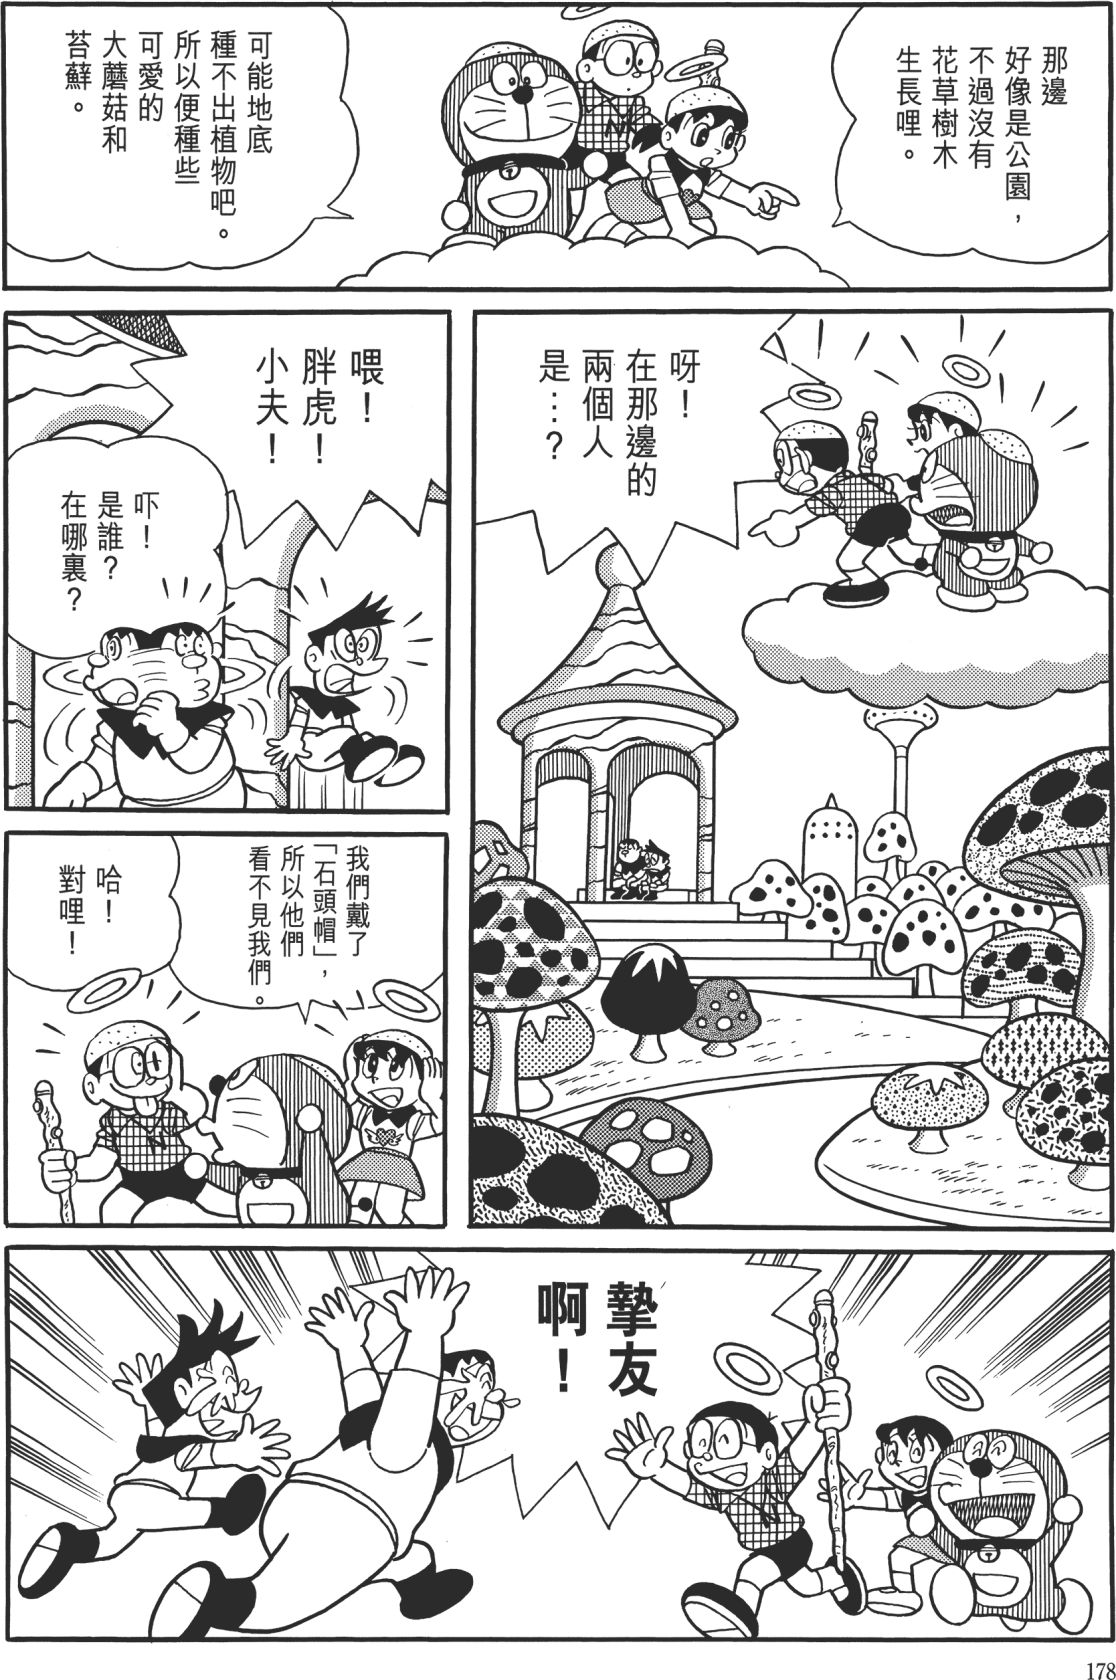 那邊
好像是公園，
不過沒有
花草樹木
生長哩。
可能地底
種不出植物吧。
所以便種些
可愛的
大蘑菇和
苔蘚。
呀！
在那邊的
兩個人
是…？
喂！
胖虎！
小夫！
吓！
是誰？
在哪裏？
我們戴了
「石頭帽」，
所以他們
看不見我們。
哈！
對哩！
摯友
啊！
178